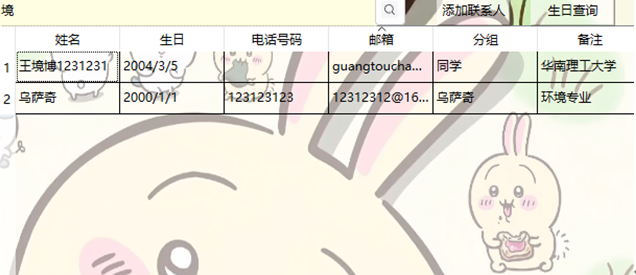 境 添加联系人 生日查询
姓名 生日 电话号码 邮箱 分组 备注
1 王境博1231231 2004/3/5 guangtoucha... 同学 华南理工大学
2 乌萨奇 2000/1/1 123123123 12312312@16... 乌萨奇 环境专业